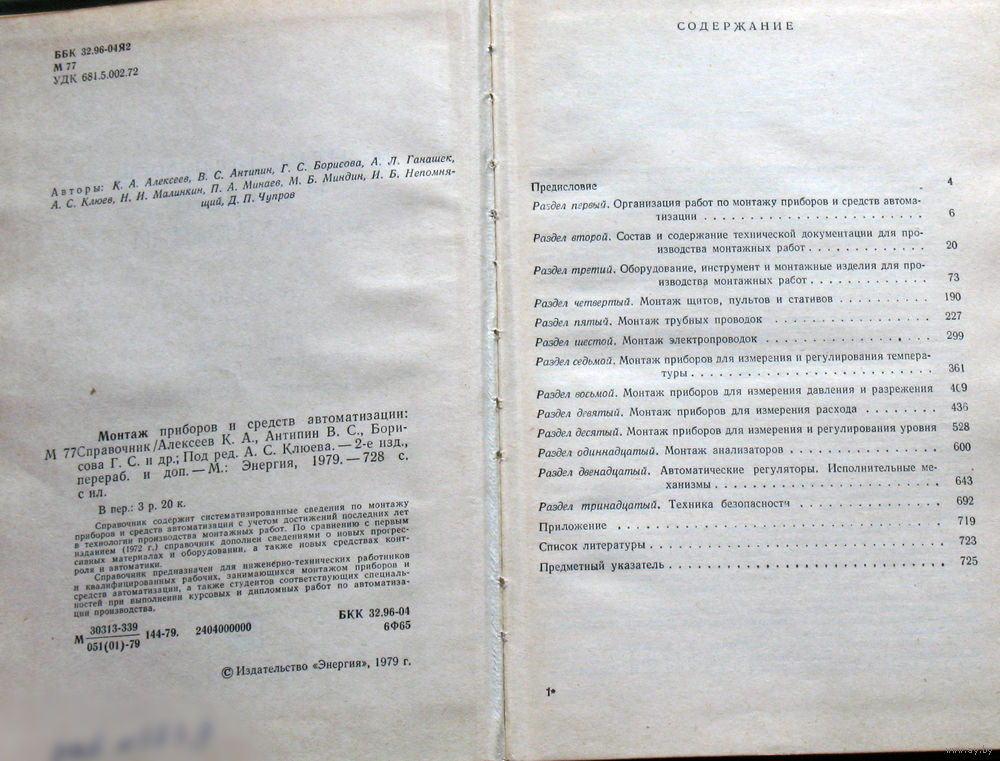 ББК 32.96-04Я2
М 77
УДК 681.5.002.72
Авторы: К. А. Алексеев, В. С. Антипин, Г. С. Борисова, А. Л. Ганашек,
А. С. Клюев, Н. И. Малинкин, П. А. Минаев, М. Б. Миндин, И. Б. Непомня-
щий, Д. П. Чупров
Монтаж приборов и средств автоматизации:
М 77 Справочник/Алексеев К. А., Антипин В. С., Бори-
сова Г. С. и др.; Под ред. А. С. Клюева. — 2-е изд.,
перераб. и доп. — М.: Энергия, 1979. — 728 с.
с ил.
В пер.: 3 р. 20 к.
Справочник содержит систематизированные сведения по монтажу
приборов и средств автоматизации с учетом достижений последних лет
в технологии производства монтажных работ. По сравнению с первым
изданием (1972 г.) справочник дополнен сведениями о новых прогрес-
сивных материалах и оборудовании, а также новых средствах конт-
роля и автоматики.
Справочник предназначен для инженерно-технических работников
и квалифицированных рабочих, занимающихся монтажом приборов и
средств автоматизации, а также студентов соответствующих специаль-
ностей при выполнении курсовых и дипломных работ по автоматиза-
ции производства.
М 30313-339 144-79. 2404000000
051(01)-79
БКК 32.96-04
6Ф65
© Издательство «Энергия», 1979 г.
СОДЕРЖАНИЕ
Предисловие 4
Раздел первый. Организация работ по монтажу приборов и средств автома-
тизации . . . . . . . . . . . . . . . . . . . . 6
Раздел второй. Состав и содержание технической документации для про-
изводства монтажных работ . . . . . . . . . . . 20
Раздел третий. Оборудование, инструмент и монтажные изделия для про-
изводства монтажных работ . . . . . . . . . . . 73
Раздел четвертый. Монтаж щитов, пультов и стативов . . . . . . . . . 190
Раздел пятый. Монтаж трубных проводок . . . . . . . . . . . . . . 227
Раздел шестой. Монтаж электропроводок . . . . . . . . . . . . . . 299
Раздел седьмой. Монтаж приборов для измерения и регулирования темпера-
туры . . . . . . . . . . . . . . . . . . . . . . . 361
Раздел восьмой. Монтаж приборов для измерения давления и разрежения 409
Раздел девятый. Монтаж приборов для измерения расхода . . . . . . . . 436
Раздел десятый. Монтаж приборов для измерения и регулирования уровня 528
Раздел одиннадцатый. Монтаж анализаторов . . . . . . . . . . . . . 600
Раздел двенадцатый. Автоматические регуляторы. Исполнительные ме-
ханизмы . . . . . . . . . . . . . . . . . . . . 643
Раздел тринадцатый. Техника безопасности . . . . . . . . . . . . . 692
Приложение . . . . . . . . . . . . . . . . . . . . . . . . . . . . 719
Список литературы . . . . . . . . . . . . . . . . . . . . . . . . . 723
Предметный указатель . . . . . . . . . . . . . . . . . . . . . . . . 725
1*
www.ay.by